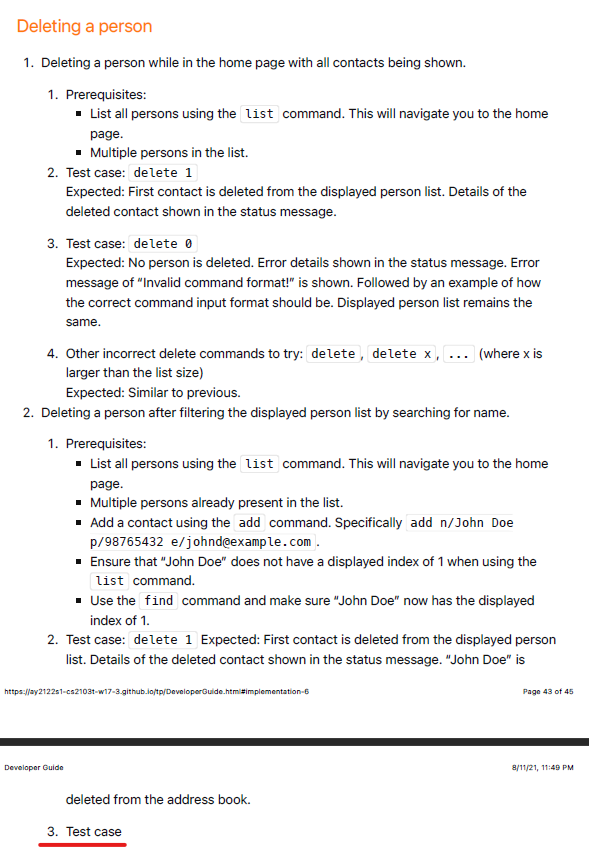 Deleting a person
1. Deleting a person while in the home page with all contacts being shown.
1. Prerequisites:
▪ List all persons using the list command. This will navigate you to the home
page.
▪ Multiple persons in the list.
2. Test case: delete 1
Expected: First contact is deleted from the displayed person list. Details of the
deleted contact shown in the status message.
3. Test case: delete 0
Expected: No person is deleted. Error details shown in the status message. Error
message of “Invalid command format!” is shown. Followed by an example of how
the correct command input format should be. Displayed person list remains the
same.
4. Other incorrect delete commands to try: delete, delete x, ... (where x is
larger than the list size)
Expected: Similar to previous.
2. Deleting a person after filtering the displayed person list by searching for name.
1. Prerequisites:
▪ List all persons using the list command. This will navigate you to the home
page.
▪ Multiple persons already present in the list.
▪ Add a contact using the add command. Specifically add n/John Doe
p/98765432 e/johnd@example.com.
▪ Ensure that “John Doe” does not have a displayed index of 1 when using the
list command.
▪ Use the find command and make sure “John Doe” now has the displayed
index of 1.
2. Test case: delete 1 Expected: First contact is deleted from the displayed person
list. Details of the deleted contact shown in the status message. “John Doe” is
https://ay2122s1-cs2103t-w17-3.github.io/tp/DeveloperGuide.html#implementation-6 Page 43 of 45
Developer Guide 8/11/21, 11:49 PM
deleted from the address book.
3. Test case